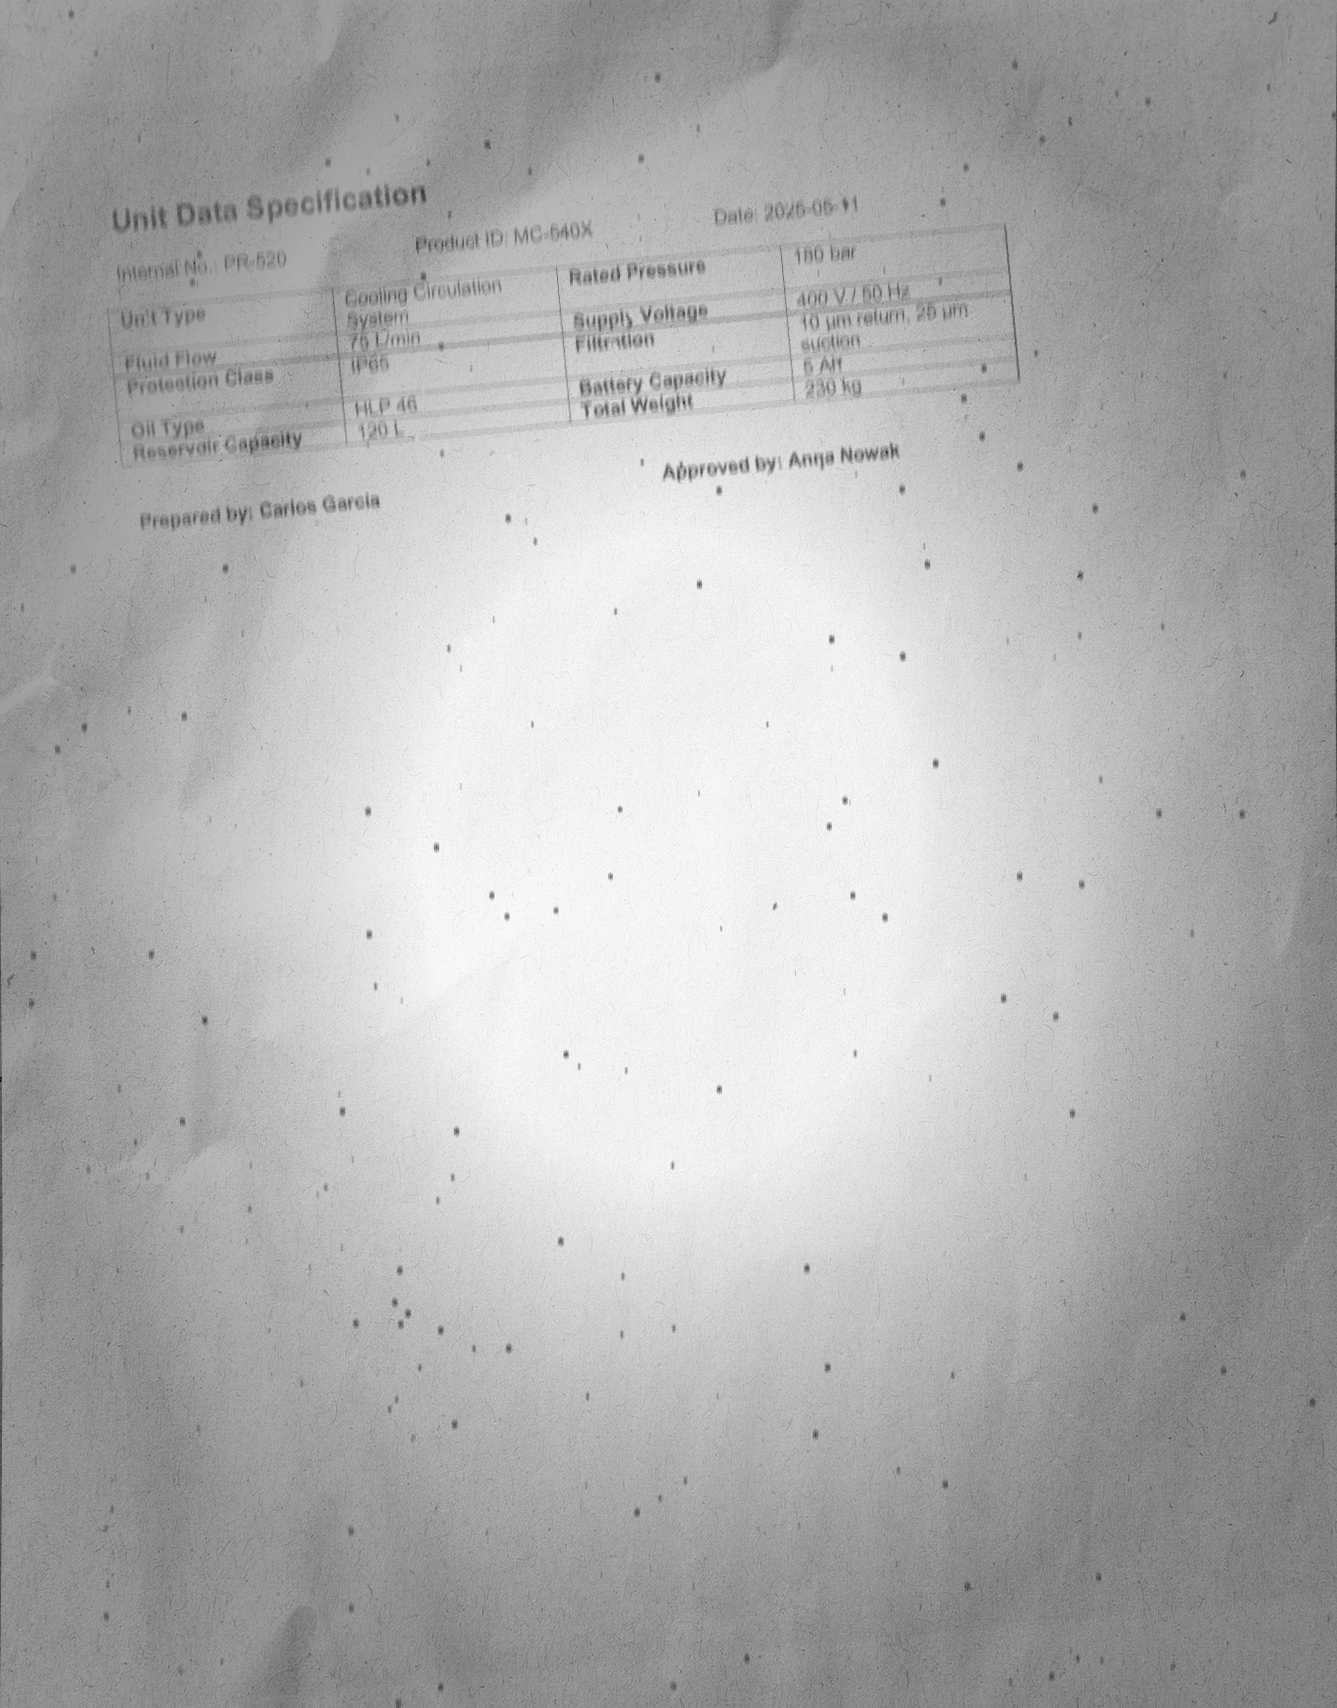 Unit Data Specification
Internal No.: PR-520 Product ID: MC-540X Date: 2025-05-11
Unit Type Cooling Circulation System Rated Pressure 180 bar
Fluid Flow 75 L/min Supply Voltage 400 V / 50 Hz
Protection Class IP65 Filtration 10 µm return, 25 µm suction
Oil Type HLP 46 Battery Capacity 5 Ah
Reservoir Capacity 120 L Total Weight 230 kg
Prepared by: Carlos Garcia Approved by: Anna Nowak